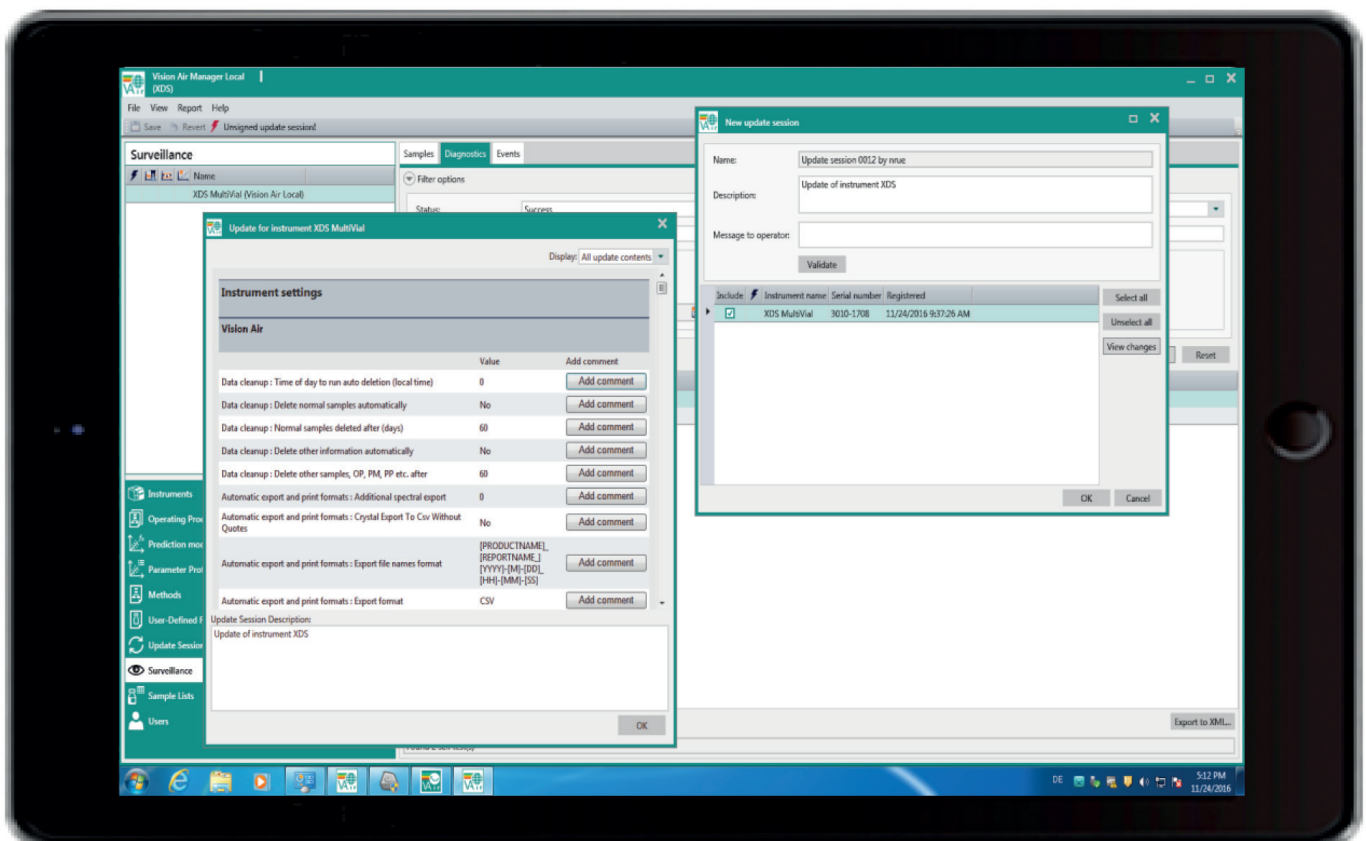 Vision Air Manager Local
(XDS)
File View Report Help
Save Revert Unsigned update session!
Surveillance
Name
XDS MultiVial (Vision Air Local)
Samples Diagnostics Events
Filter options
Status: Success
Instruments
Operating Pro
Prediction mo
Parameter Pro
Methods
User-Defined F
Update Session
Surveillance
Sample Lists
Users
Update for instrument XDS MultiVial
Display: All update contents
Instrument settings
Vision Air
Value Add comment
Data cleanup : Time of day to run auto deletion (local time) 0 Add comment
Data cleanup : Delete normal samples automatically No Add comment
Data cleanup : Normal samples deleted after (days) 60 Add comment
Data cleanup : Delete other information automatically No Add comment
Data cleanup : Delete other samples, OP, PM, PP etc. after 60 Add comment
Automatic export and print formats : Additional spectral export 0 Add comment
Automatic export and print formats : Crystal Export To Csv Without
Quotes No Add comment
Automatic export and print formats : Export file names format [PRODUCTNAME]_
[REPORTNAME_]
[YYYY]-[M]-[DD]_
[HH]-[MM]-[SS] Add comment
Automatic export and print formats : Export format CSV Add comment
Update Session Description:
Update of instrument XDS
OK
New update session
Name: Update session 0012 by nrue
Description: Update of instrument XDS
Message to operator:
Validate
Include Instrument name Serial number Registered
XDS MultiVial 3010-1708 11/24/2016 9:37:26 AM
Select all
Unselect all
View changes
OK Cancel
Reset
Export to XML...
DE 5:12 PM
11/24/2016